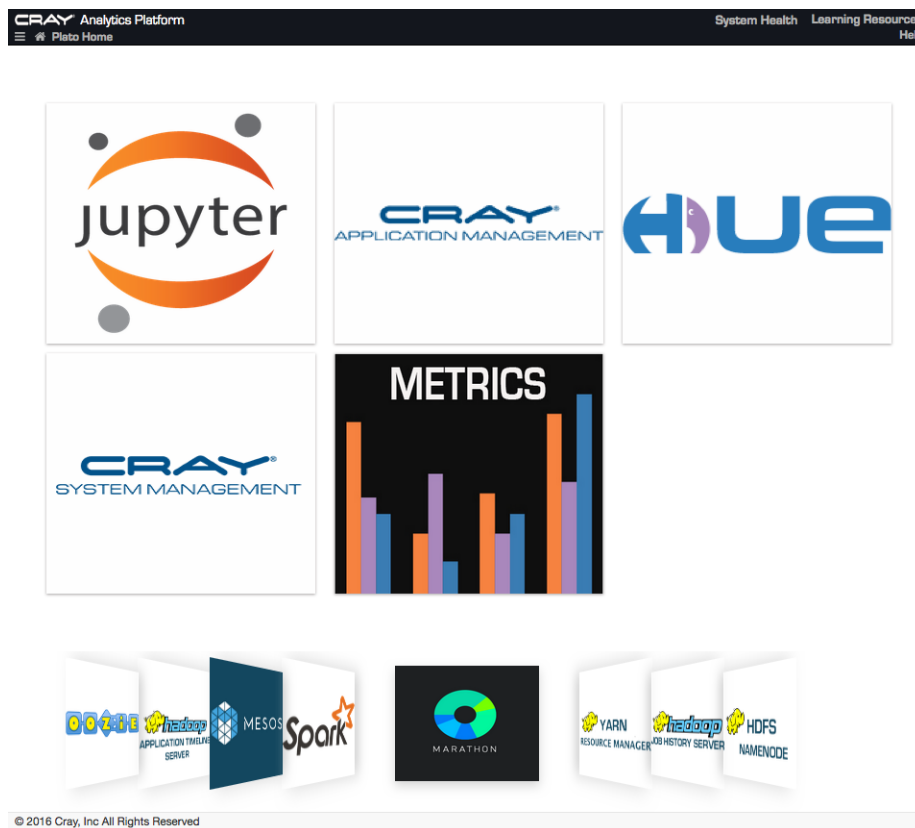 CRAY Analytics Platform
System Health Learning Resource
Plato Home
Hel
jupyter
CRAY®
APPLICATION MANAGEMENT
HUE
CRAY®
SYSTEM MANAGEMENT
METRICS
OOZIE
hadoop
APPLICATION TIMELINE
SERVER
MESOS
Spark
MARATHON
YARN
RESOURCE MANAGER
hadoop
JOB HISTORY SERVER
HDFS
NAMENODE
© 2016 Cray, Inc All Rights Reserved